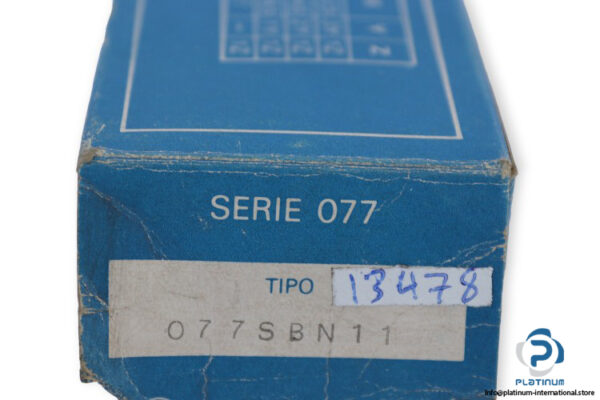 SERIE 077
TIPO 13478
077SBN11
PLATINUM
info@platinum-international.store